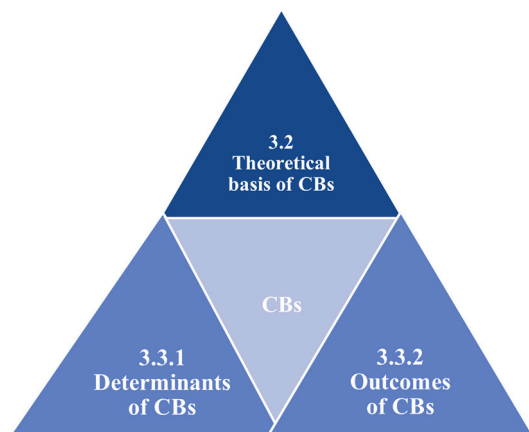 3.2
Theoretical
basis of CBs
CBs
3.3.1
Determinants
of CBs
3.3.2
Outcomes
of CBs